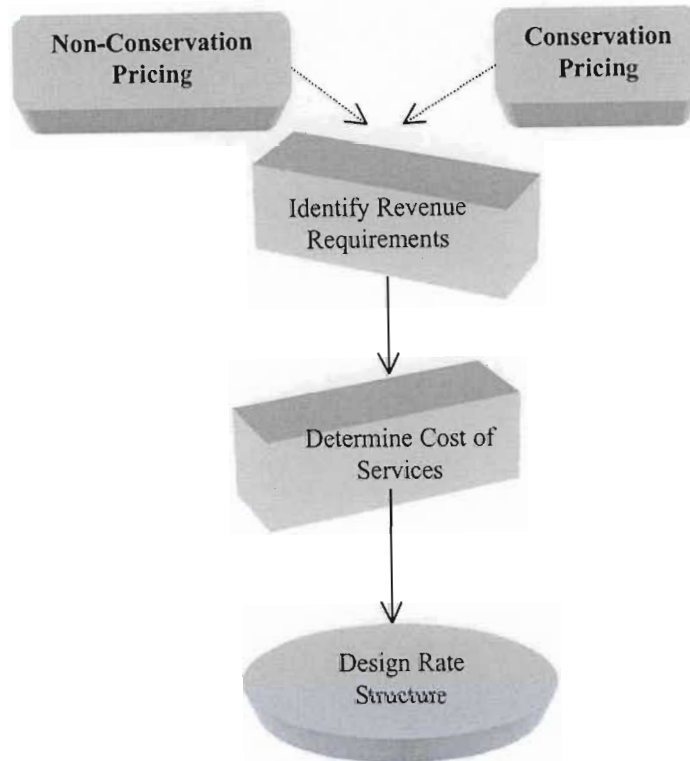 Non-Conservation
Pricing
Conservation
Pricing
Identify Revenue
Requirements
Determine Cost of
Services
Design Rate
Structure